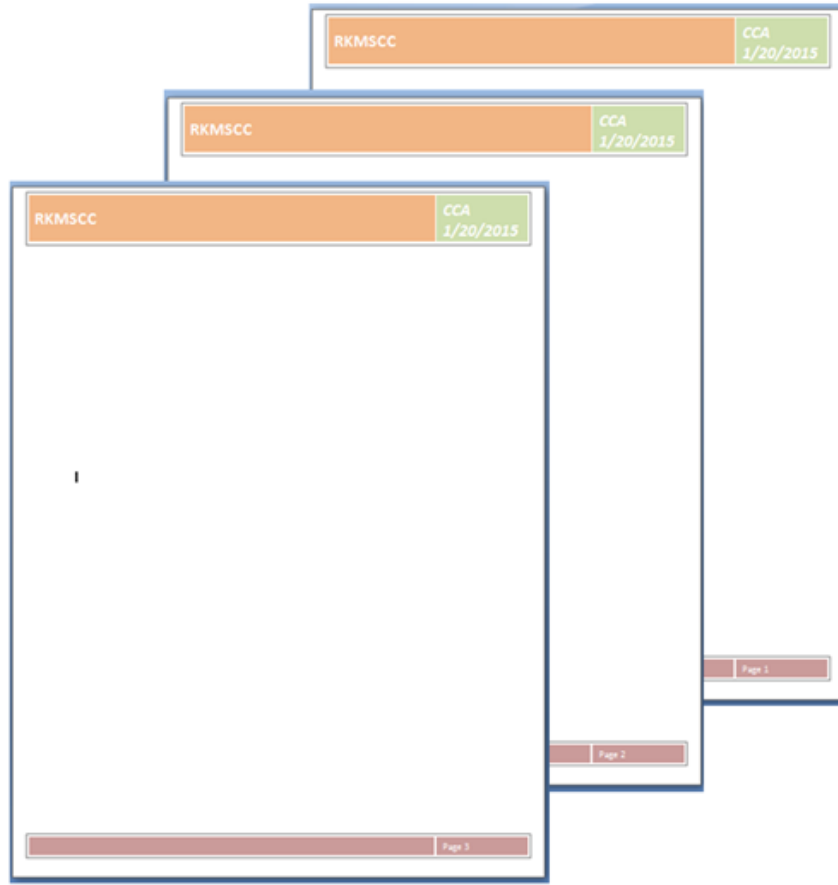 RKMSCC
CCA
1/20/2015
RKMSCC
CCA
1/20/2015
RKMSCC
CCA
1/20/2015
Page 1
Page 2
Page 3